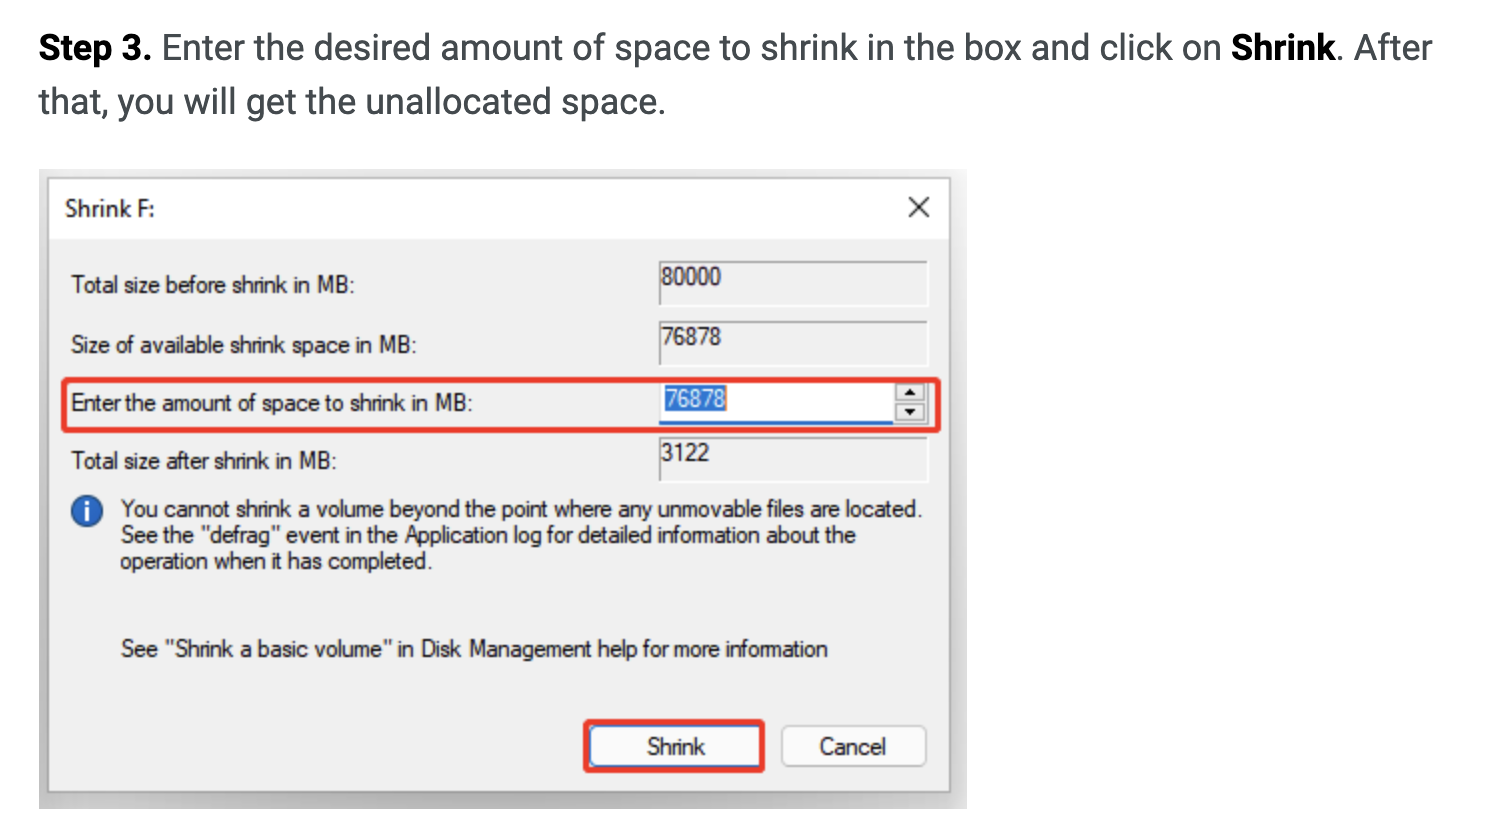 Step 3. Enter the desired amount of space to shrink in the box and click on Shrink. After
that, you will get the unallocated space.
Shrink F:
Total size before shrink in MB: 80000
Size of available shrink space in MB: 76878
Enter the amount of space to shrink in MB: 76878
Total size after shrink in MB: 3122
You cannot shrink a volume beyond the point where any unmovable files are located.
See the "defrag" event in the Application log for detailed information about the
operation when it has completed.
See "Shrink a basic volume" in Disk Management help for more information
Shrink Cancel